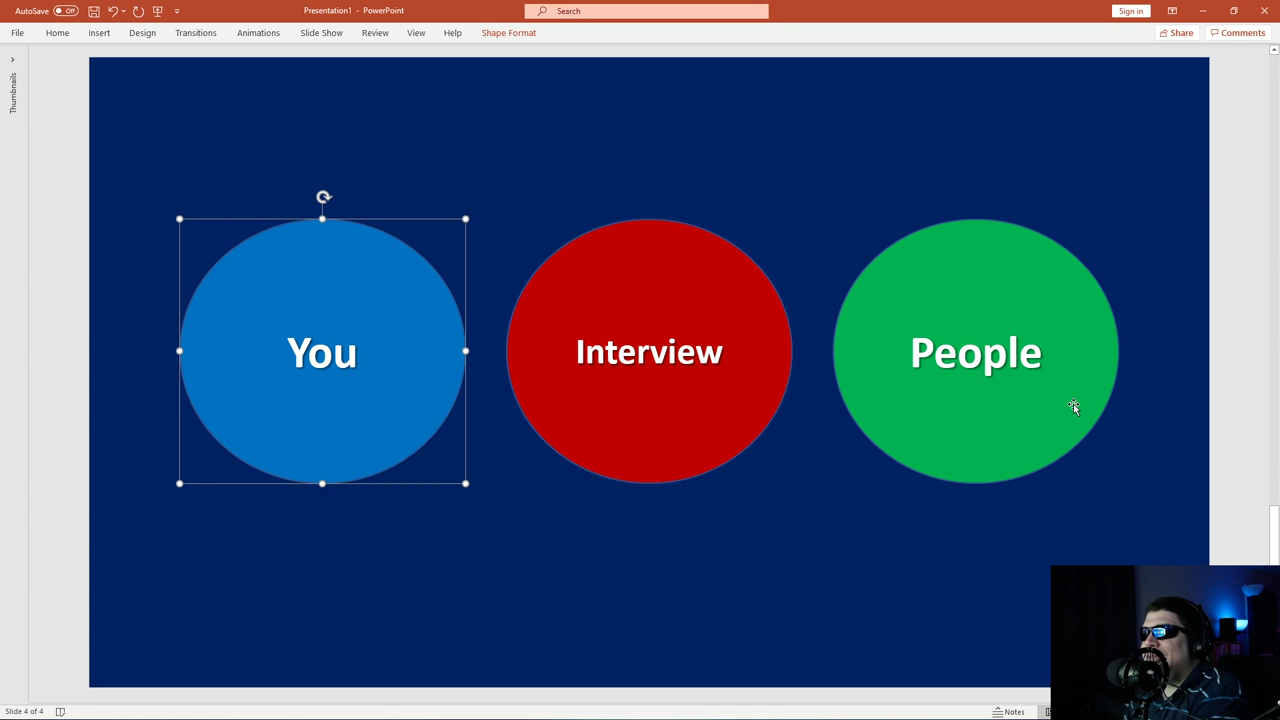 AutoSave Off
Presentation1 - PowerPoint
Search
Sign in
File Home Insert Design Transitions Animations Slide Show Review View Help Shape Format
Share Comments
Thumbnails
You
Interview
People
Slide 4 of 4
Notes